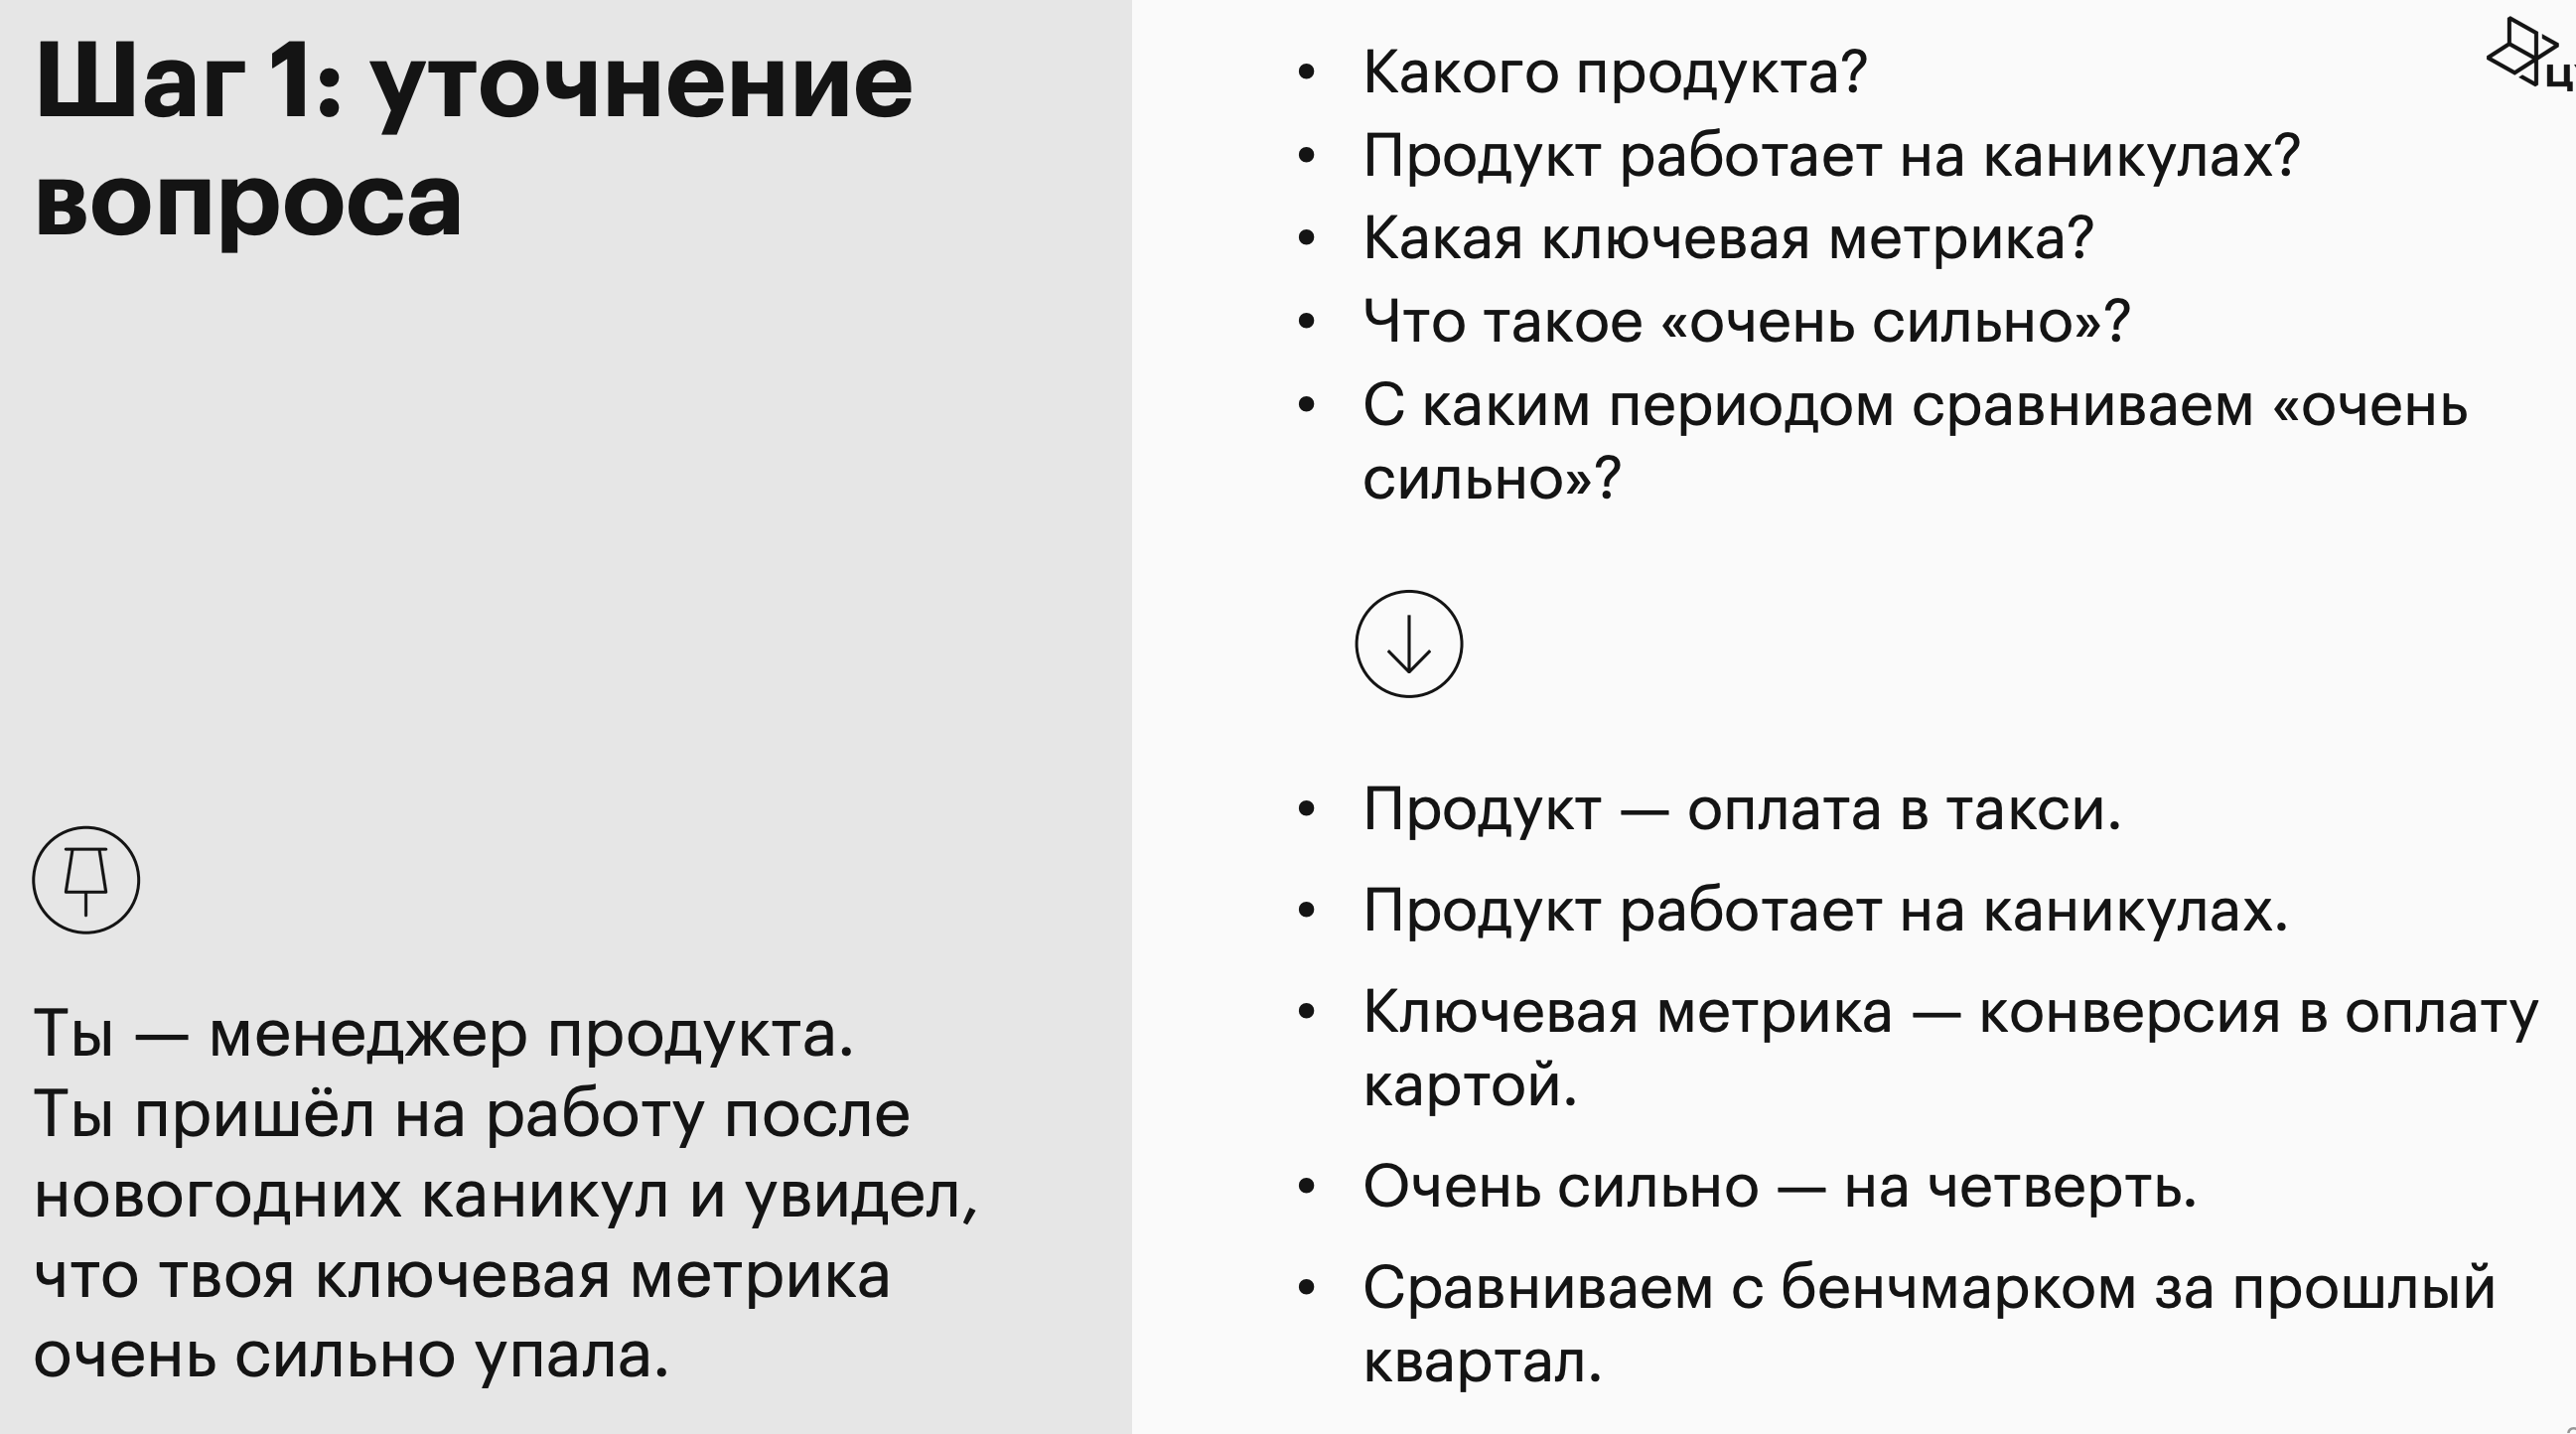 Шаг 1: уточнение
вопроса
Ты — менеджер продукта.
Ты пришёл на работу после
новогодних каникул и увидел,
что твоя ключевая метрика
очень сильно упала.
• Какого продукта?
• Продукт работает на каникулах?
• Какая ключевая метрика?
• Что такое «очень сильно»?
• С каким периодом сравниваем «очень
сильно»?
• Продукт — оплата в такси.
• Продукт работает на каникулах.
• Ключевая метрика — конверсия в оплату
картой.
• Очень сильно — на четверть.
• Сравниваем с бенчмарком за прошлый
квартал.